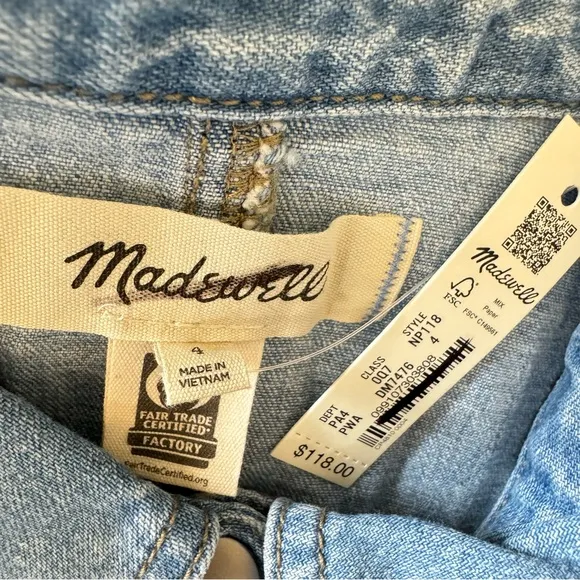 Madewell
4
MADE IN
VIETNAM
FAIR TRADE
CERTIFIED
FACTORY
FairTradeCertified.org
Madewell
FSC
MIX
Paper
DEPT CLASS STYLE
PA4 007 NP118
PWA DM7476 4
$118.00